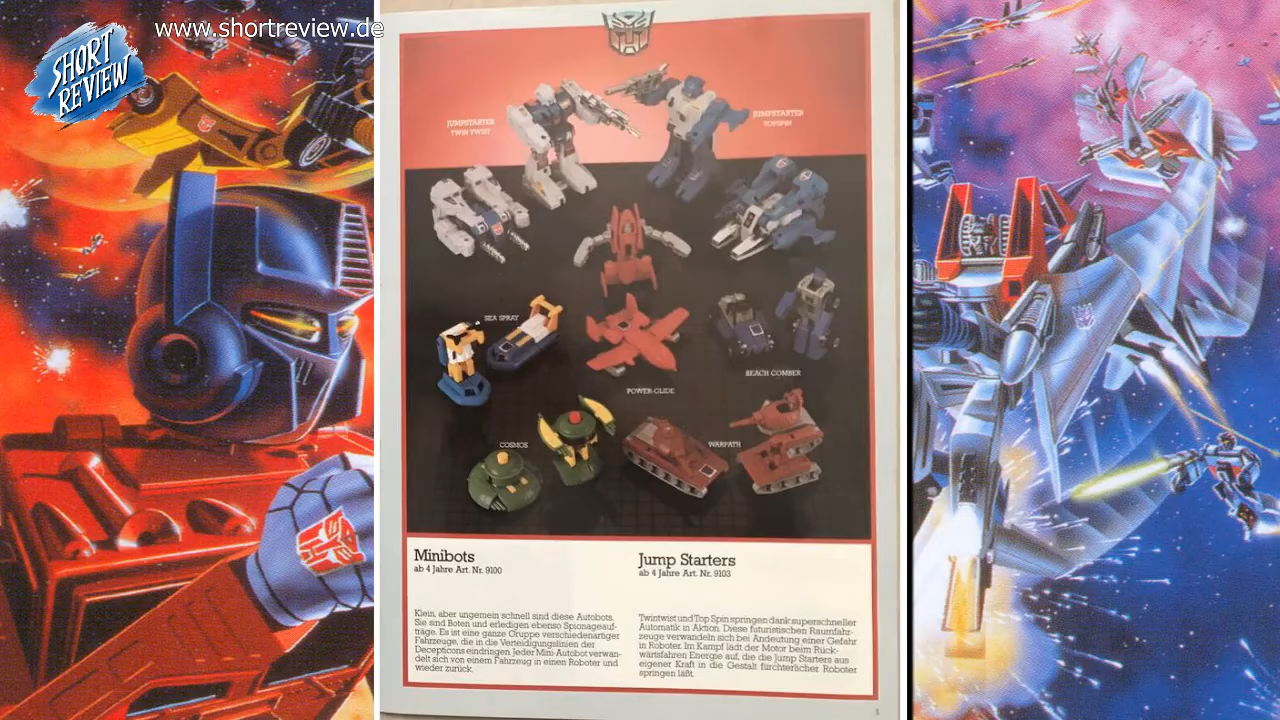 www.shortreview.de
SHORT
REVIEW
JUMPSTARTER
TWIN TWIST
JUMPSTARTER
TOPSPIN
SEA SPRAY
BEACH COMBER
POWER-GLIDE
COSMOS
WARPATH
Minibots
ab 4 Jahre Art. Nr. 9100
Klein, aber ungemein schnell sind diese Autobots.
Sie sind Boten und erledigen ebenso Spionageauf-
träge. Es ist eine ganze Gruppe verschiedenartiger
Fahrzeuge, die in die Verteidigungslinien der
Decepticons eindringen. Jeder Mini-Autobot verwan-
delt sich von einem Fahrzeug in einen Roboter und
wieder zurück.
Jump Starters
ab 4 Jahre Art. Nr. 9103
Twintwist und Top Spin springen dank superschneller
Automatik in Aktion. Diese futuristischen Raumfahr-
zeuge verwandeln sich bei Andeutung einer Gefahr
in Roboter. Im Kampf lädt der Motor beim Rück-
wärtsfahren Energie auf, die die Jump Starters aus
eigener Kraft in die Gestalt fürchterlicher Roboter
springen läßt.
5